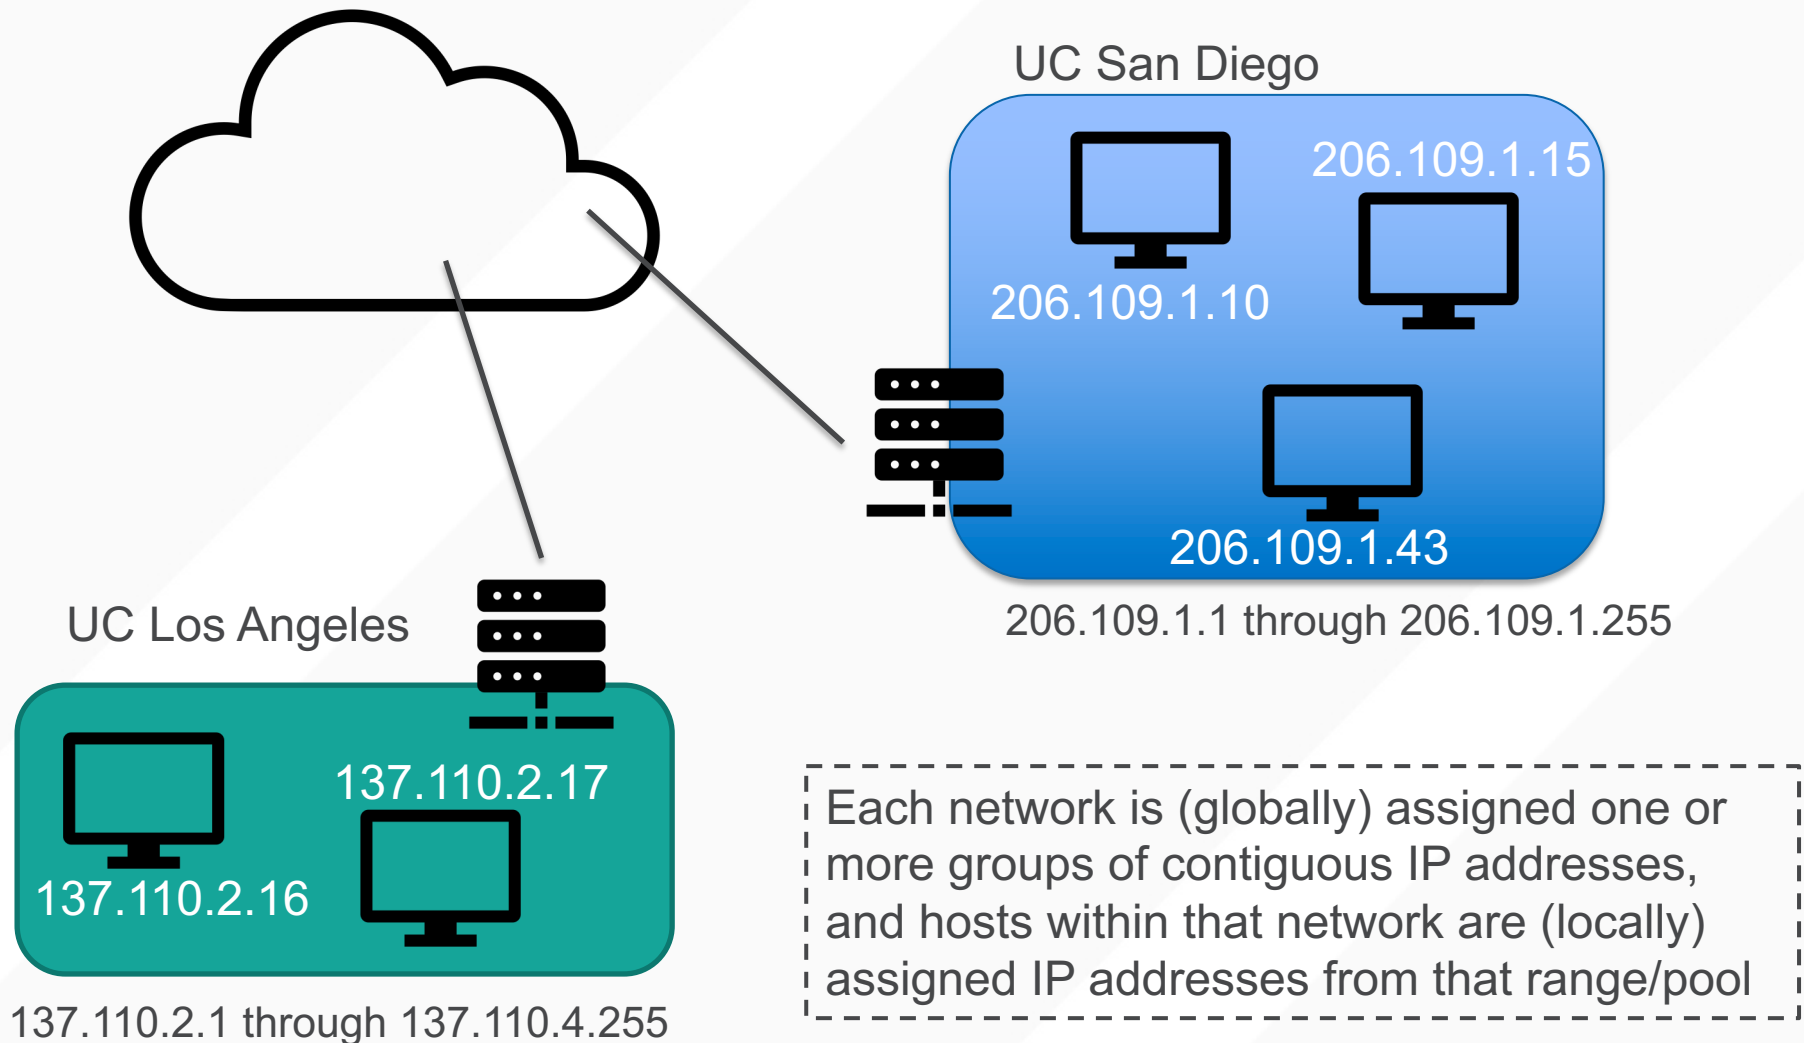 UC San Diego
206.109.1.15
206.109.1.10
206.109.1.43
206.109.1.1 through 206.109.1.255
UC Los Angeles
137.110.2.17
137.110.2.16
137.110.2.1 through 137.110.4.255
Each network is (globally) assigned one or
more groups of contiguous IP addresses,
and hosts within that network are (locally)
assigned IP addresses from that range/pool